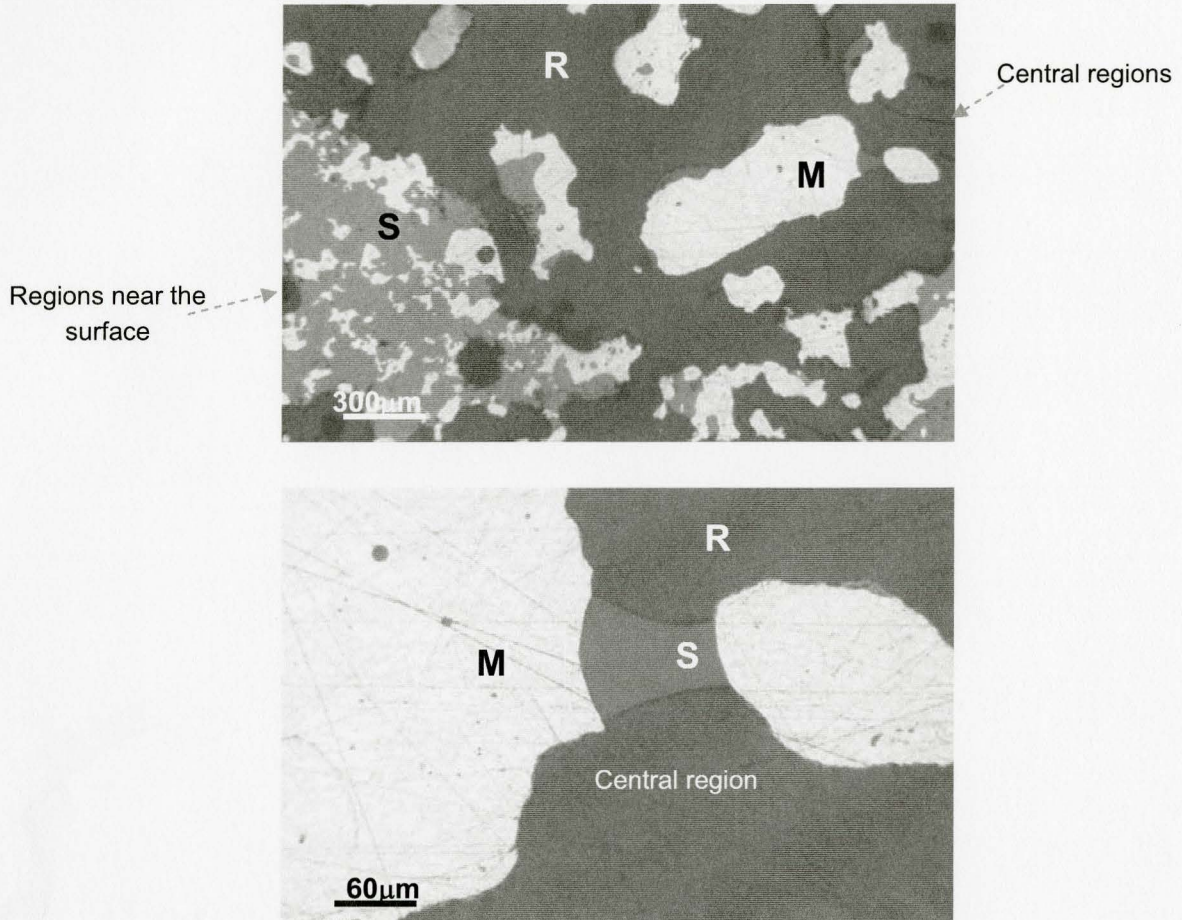 R
Central regions
M
S
Regions near the
surface
300μm
R
M
S
Central region
60μm